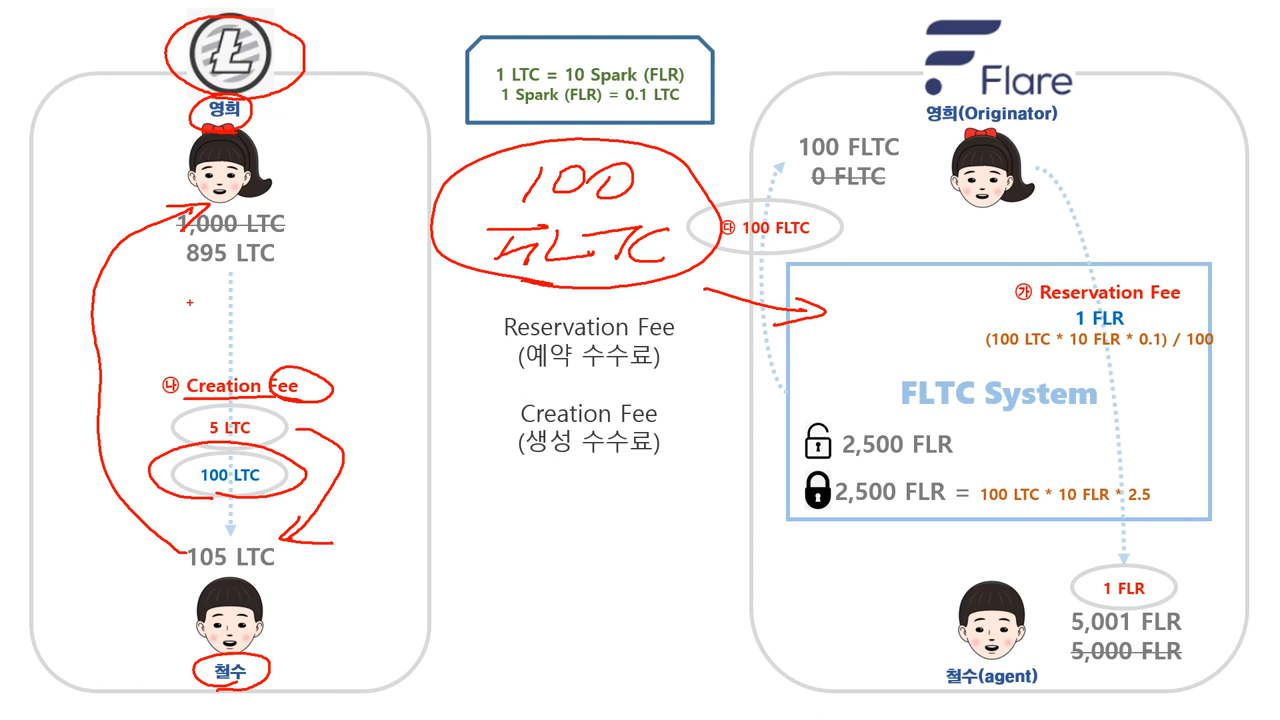 영희
1,000 LTC
895 LTC
㉯ Creation Fee
5 LTC
100 LTC
105 LTC
철수
1 LTC = 10 Spark (FLR)
1 Spark (FLR) = 0.1 LTC
100
FLTC
Reservation Fee
(예약 수수료)
Creation Fee
(생성 수수료)
Flare
영희(Originator)
100 FLTC
0 FLTC
㉰ 100 FLTC
㉮ Reservation Fee
1 FLR
(100 LTC * 10 FLR * 0.1) / 100
FLTC System
2,500 FLR
2,500 FLR = 100 LTC * 10 FLR * 2.5
1 FLR
5,001 FLR
5,000 FLR
철수(agent)